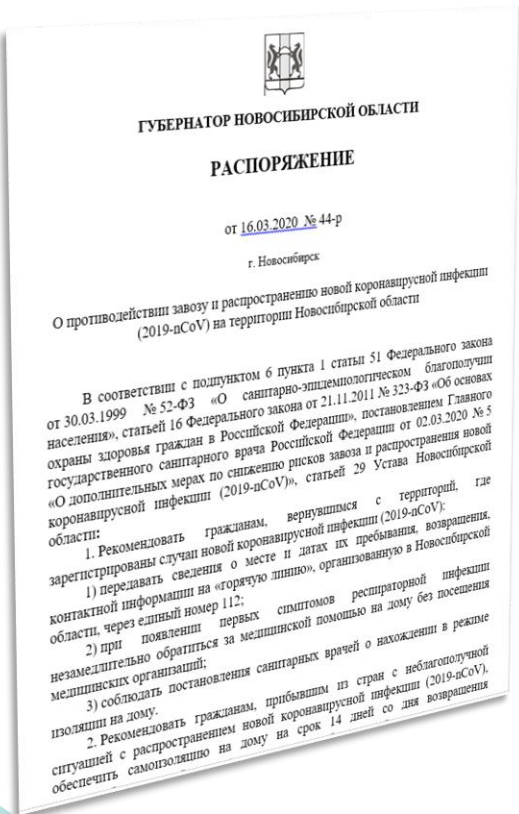 ГУБЕРНАТОР НОВОСИБИРСКОЙ ОБЛАСТИ
РАСПОРЯЖЕНИЕ
от 16.03.2020 № 44-р
г. Новосибирск
О противодействии завозу и распространению новой коронавирусной инфекции
(2019-nCoV) на территории Новосибирской области
В соответствии с подпунктом 6 пункта 1 статьи 51 Федерального закона
от 30.03.1999 № 52-ФЗ «О санитарно-эпидемиологическом благополучии
населения», статьей 16 Федерального закона от 21.11.2011 № 323-ФЗ «Об основах
охраны здоровья граждан в Российской Федерации», постановлением Главного
государственного санитарного врача Российской Федерации от 02.03.2020 № 5
«О дополнительных мерах по снижению рисков завоза и распространения новой
коронавирусной инфекции (2019-nCoV)», статьей 29 Устава Новосибирской
области:
1. Рекомендовать гражданам, вернувшимся с территорий, где
зарегистрированы случаи новой коронавирусной инфекции (2019-nCoV):
1) передавать сведения о месте и датах их пребывания, возвращения,
контактной информации на «горячую линию», организованную в Новосибирской
области, через единый номер 112;
2) при появлении первых симптомов респираторной инфекции
незамедлительно обратиться за медицинской помощью на дому без посещения
медицинских организаций;
3) соблюдать постановления санитарных врачей о нахождении в режиме
изоляции на дому.
2. Рекомендовать гражданам, прибывшим из стран с неблагополучной
ситуацией с распространением новой коронавирусной инфекции (2019-nCoV),
обеспечить самоизоляцию на дому на срок 14 дней со дня возвращения